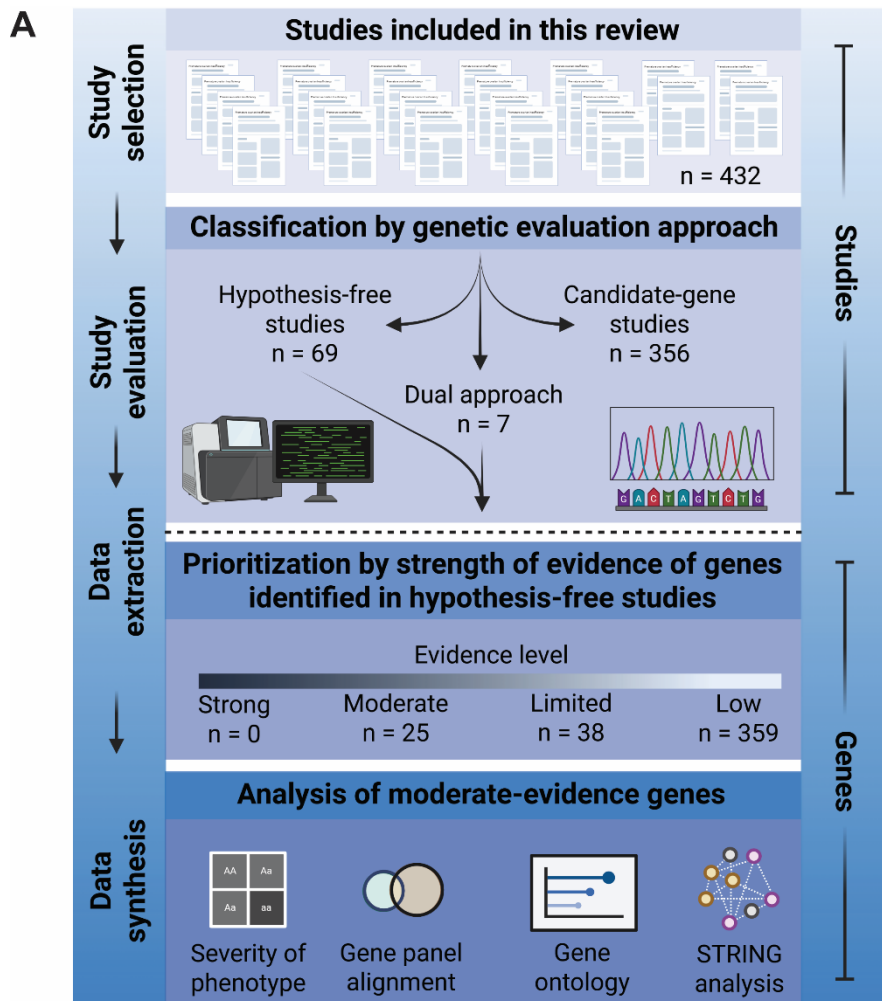 A
Study
selection
Studies included in this review
n = 432
Classification by genetic evaluation approach
Study
evaluation
Hypothesis-free
studies
n = 69
Candidate-gene
studies
n = 356
Dual approach
n = 7
G A C T A G T C T G
Studies
Data
extraction
Prioritization by strength of evidence of genes
identified in hypothesis-free studies
Evidence level
Strong
n = 0
Moderate
n = 25
Limited
n = 38
Low
n = 359
Genes
Data
synthesis
Analysis of moderate-evidence genes
AA Aa
Aa aa
Severity of
phenotype
Gene panel
alignment
Gene
ontology
STRING
analysis